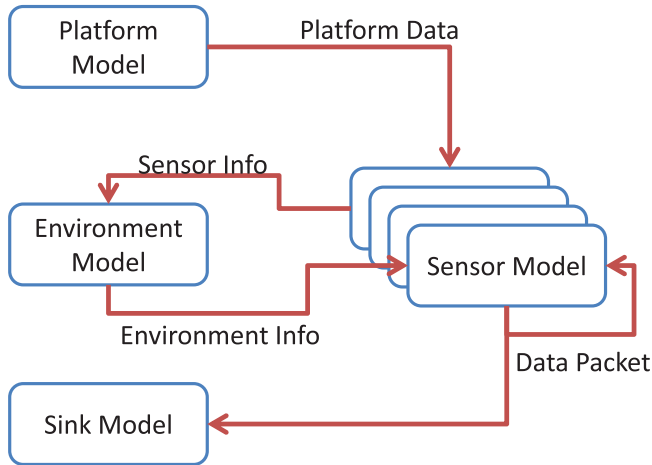 Platform
Model
Platform Data
Sensor Info
Environment
Model
Sensor Model
Environment Info
Data Packet
Sink Model